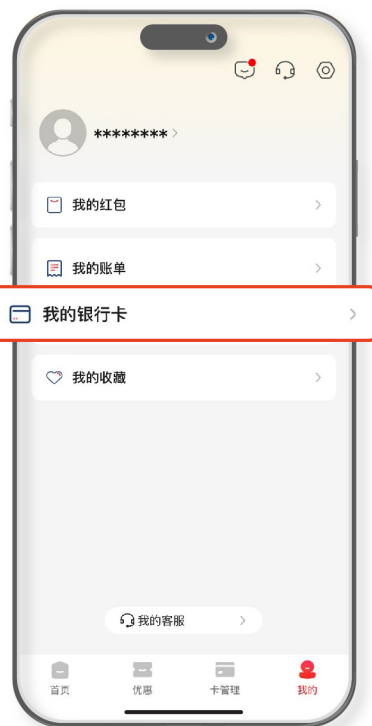 ********
我的红包
我的账单
我的银行卡
我的收藏
我的客服
首页
优惠
卡管理
我的